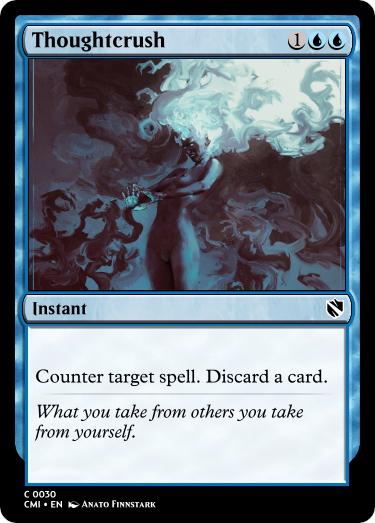 Thoughtcrush 1
Instant
Counter target spell. Discard a card.
What you take from others you take
from yourself.
C 0030
CMI • EN Anato Finnstark